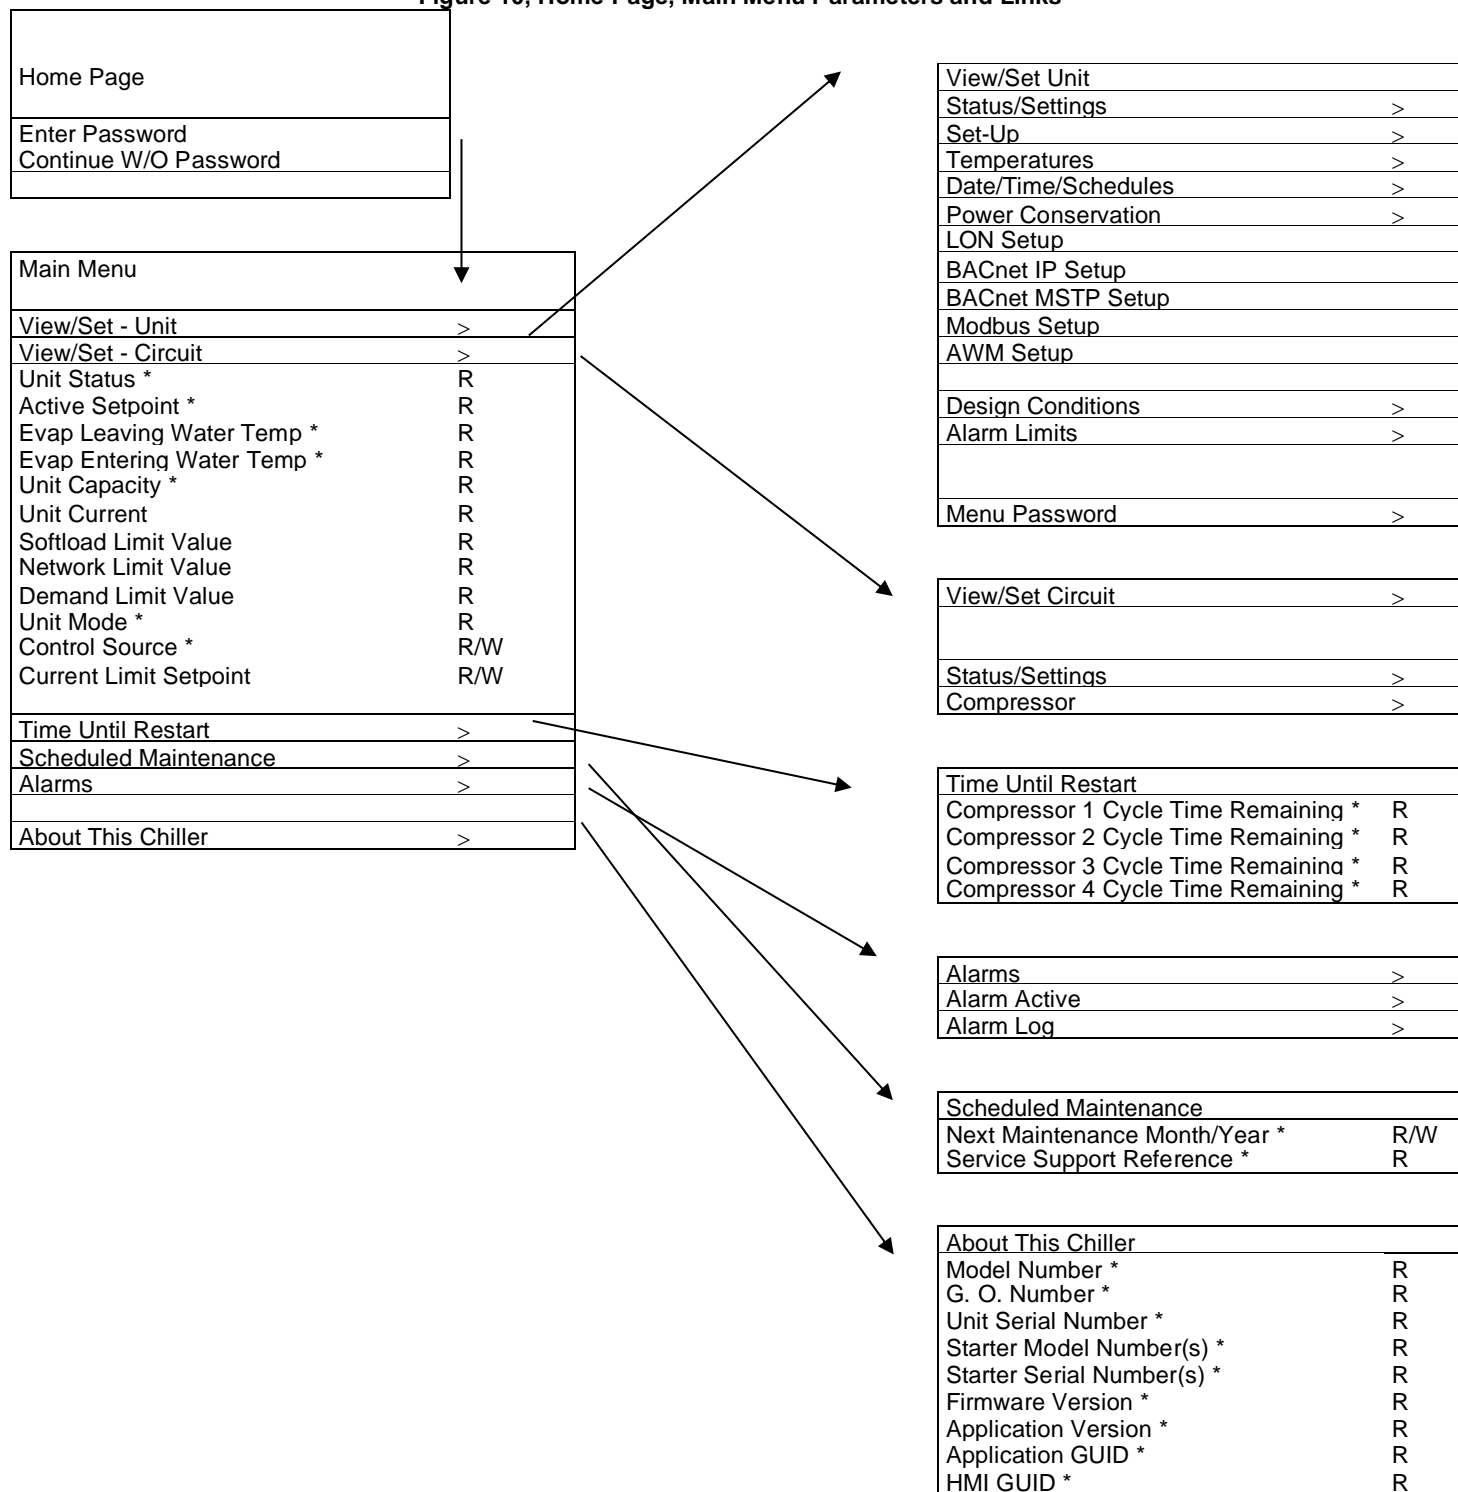 Figure 10, Home Page, Main Menu Parameters and Links
Home Page
Enter Password
Continue W/O Password
Main Menu
View/Set - Unit >
View/Set - Circuit >
Unit Status * R
Active Setpoint * R
Evap Leaving Water Temp * R
Evap Entering Water Temp * R
Unit Capacity * R
Unit Current R
Softload Limit Value R
Network Limit Value R
Demand Limit Value R
Unit Mode * R
Control Source * R/W
Current Limit Setpoint R/W
Time Until Restart >
Scheduled Maintenance >
Alarms >
About This Chiller >
View/Set Unit
Status/Settings >
Set-Up >
Temperatures >
Date/Time/Schedules >
Power Conservation >
LON Setup
BACnet IP Setup
BACnet MSTP Setup
Modbus Setup
AWM Setup
Design Conditions >
Alarm Limits >
Menu Password >
View/Set Circuit >
Status/Settings >
Compressor >
Time Until Restart
Compressor 1 Cycle Time Remaining * R
Compressor 2 Cycle Time Remaining * R
Compressor 3 Cycle Time Remaining * R
Compressor 4 Cycle Time Remaining * R
Alarms >
Alarm Active >
Alarm Log >
Scheduled Maintenance
Next Maintenance Month/Year * R/W
Service Support Reference * R
About This Chiller
Model Number * R
G. O. Number * R
Unit Serial Number * R
Starter Model Number(s) * R
Starter Serial Number(s) * R
Firmware Version * R
Application Version * R
Application GUID * R
HMI GUID * R